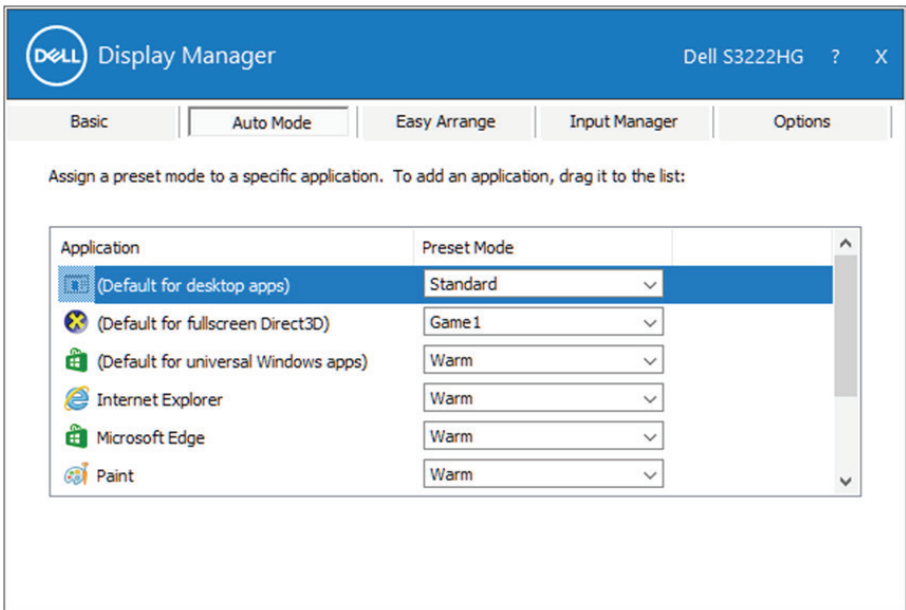 DELL Display Manager Dell S3222HG ? X
Basic Auto Mode Easy Arrange Input Manager Options
Assign a preset mode to a specific application. To add an application, drag it to the list:
Application Preset Mode
(Default for desktop apps) Standard
(Default for fullscreen Direct3D) Game1
(Default for universal Windows apps) Warm
Internet Explorer Warm
Microsoft Edge Warm
Paint Warm